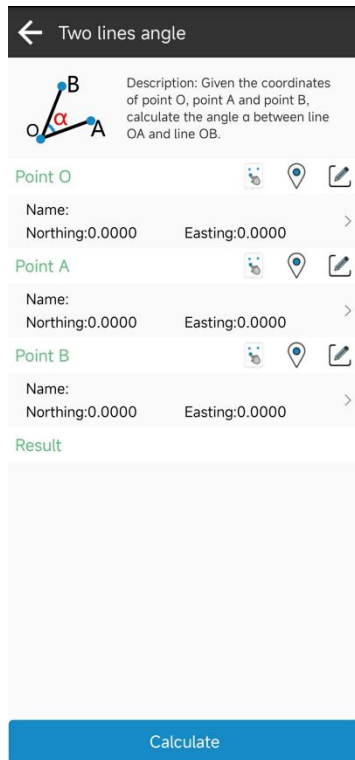 Two lines angle
B
α
O
A
Description: Given the coordinates
of point O, point A and point B,
calculate the angle α between line
OA and line OB.
Point O
Name:
Northing:0.0000 Easting:0.0000
Point A
Name:
Northing:0.0000 Easting:0.0000
Point B
Name:
Northing:0.0000 Easting:0.0000
Result
Calculate